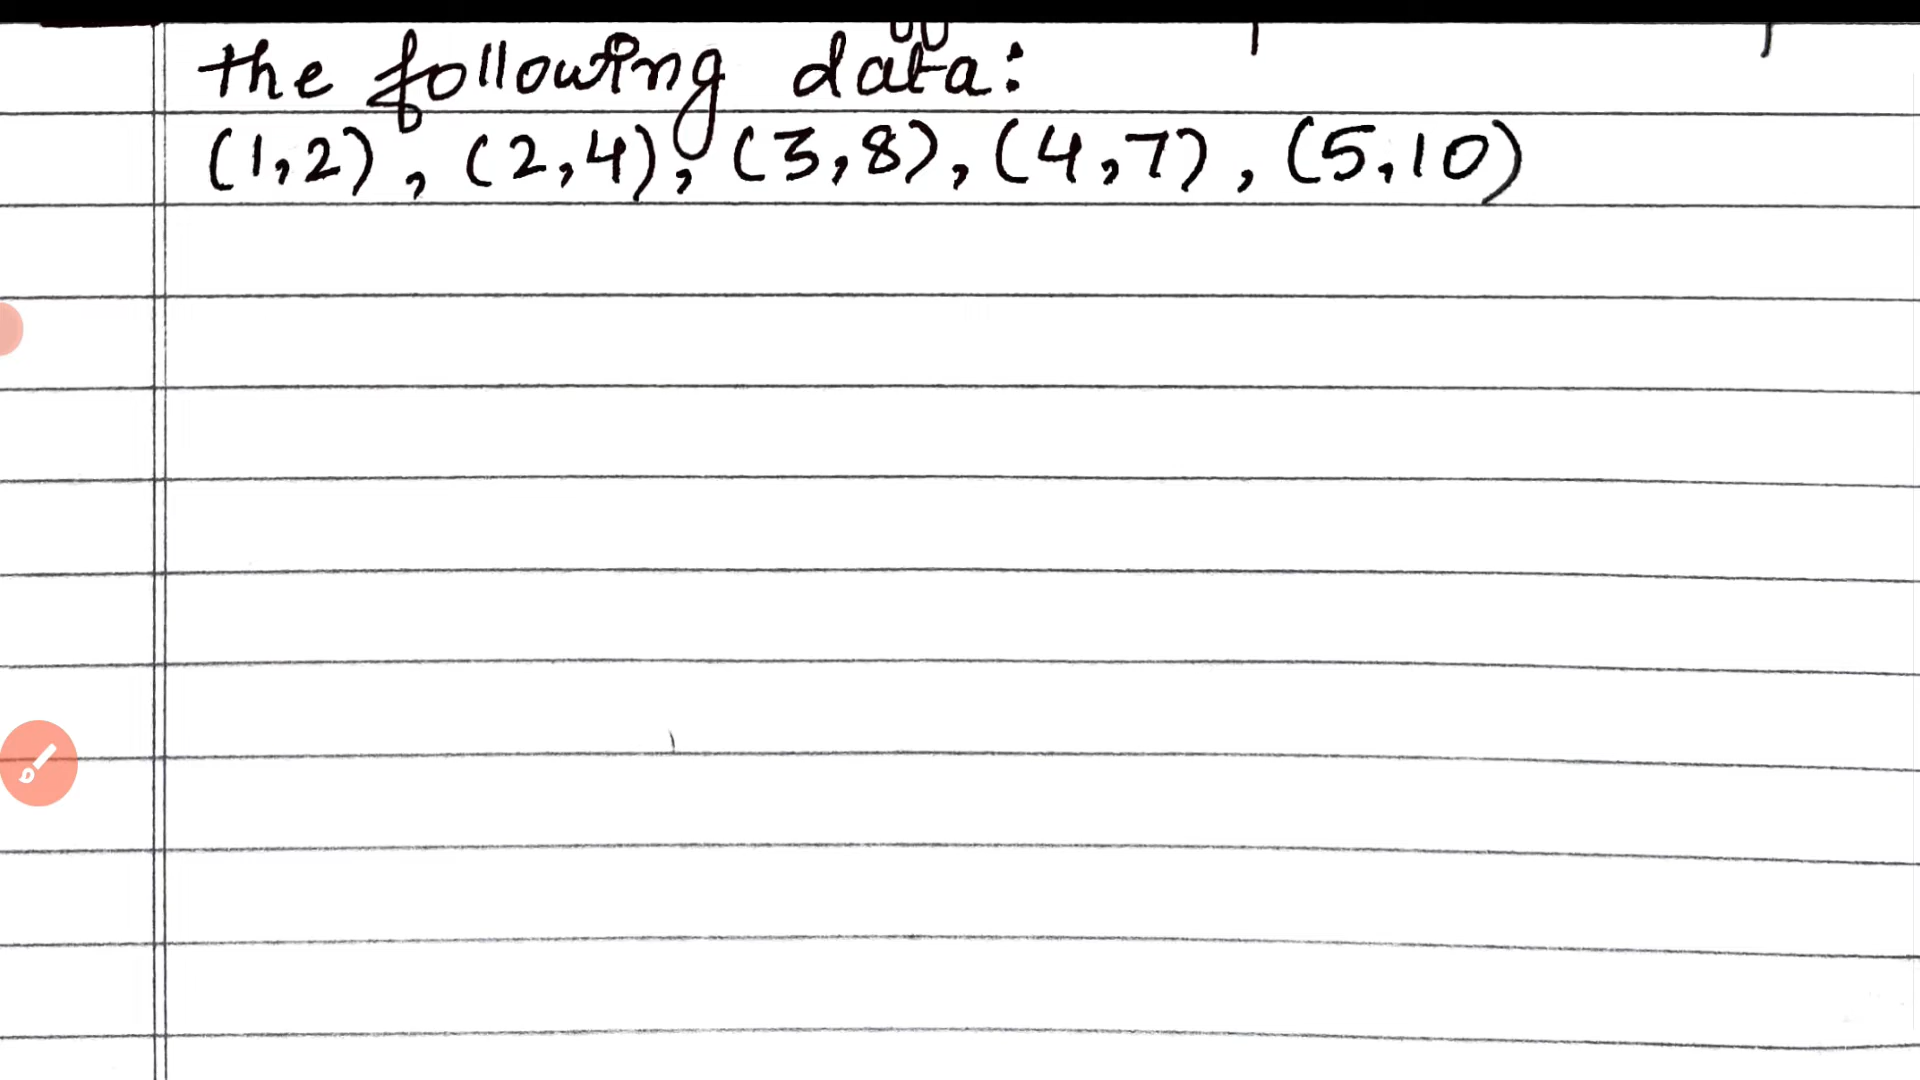 the following data:
(1,2), (2,4), (3,8), (4,7), (5,10)